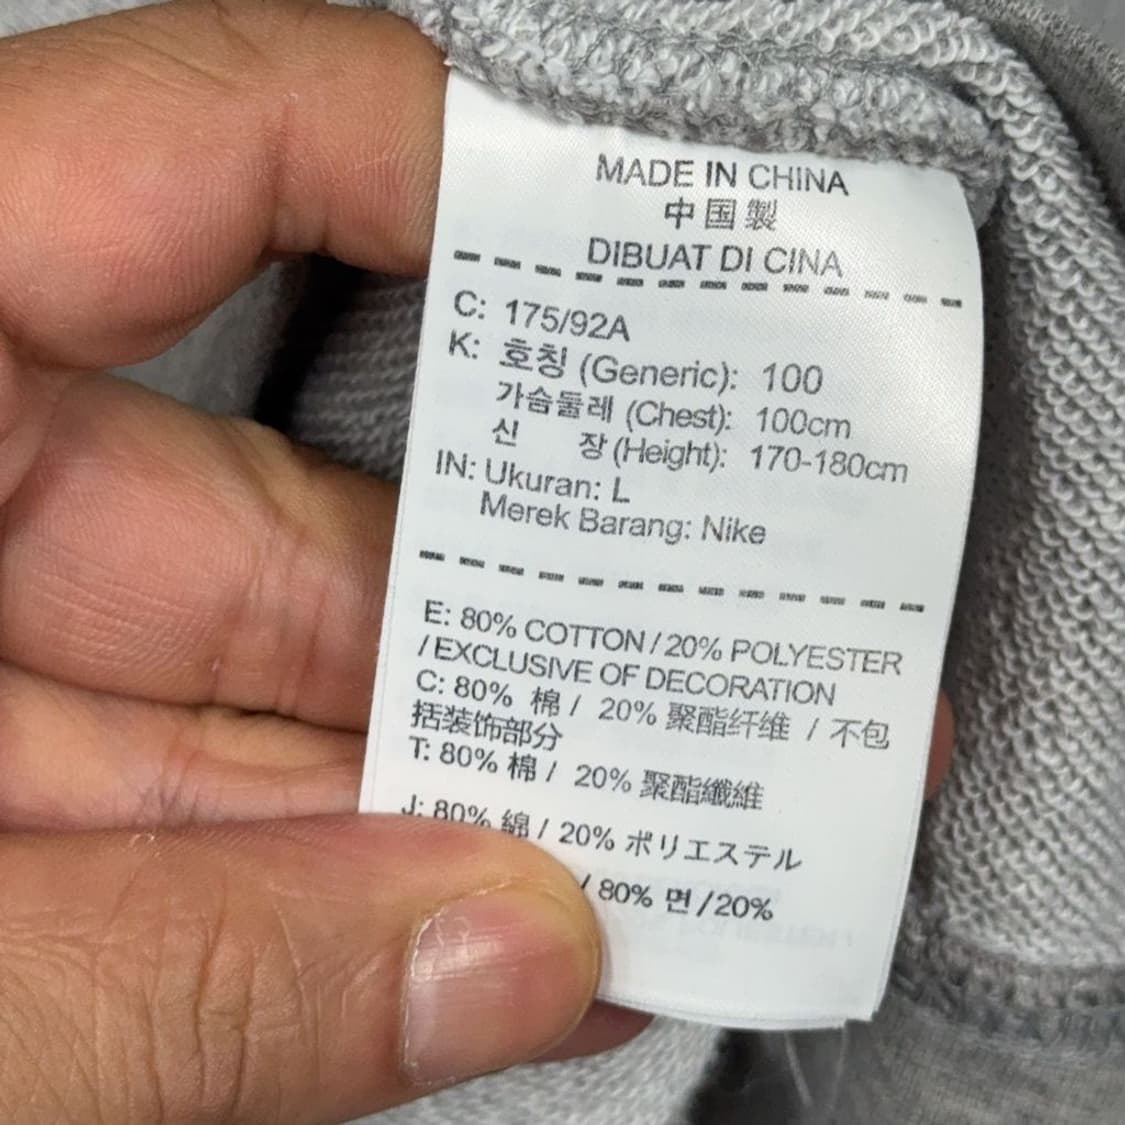 MADE IN CHINA
中国製
DIBUAT DI CINA
C: 175/92A
K: 호칭 (Generic): 100
가슴둘레 (Chest): 100cm
신 장 (Height): 170-180cm
IN: Ukuran: L
Merek Barang: Nike
E: 80% COTTON / 20% POLYESTER
/ EXCLUSIVE OF DECORATION
C: 80% 棉 / 20% 聚酯纤维 / 不包
括装饰部分
T: 80% 棉 / 20% 聚酯纖維
J: 80% 綿 / 20% ポリエステル
/ 80% 면 /20%